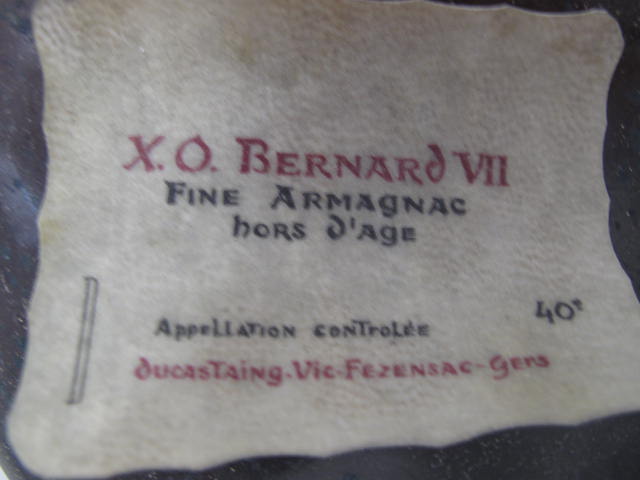 X.O. BERNARD VII
FINE ARMAGNAC
hORS d'AGE
40°
APPELLATION CONTROLÉE
DUCASTAING-VIC-FEZENSAC-GERS